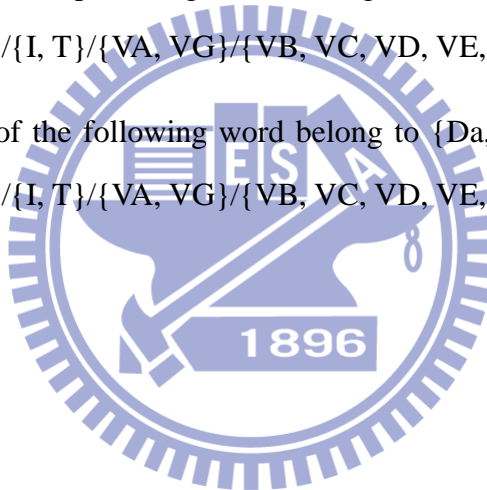 /{I, T}/{VA, VG}/{VB, VC, VD, VE,
of the following word belong to {Da,
/{I, T}/{VA, VG}/{VB, VC, VD, VE,
ESA
1896